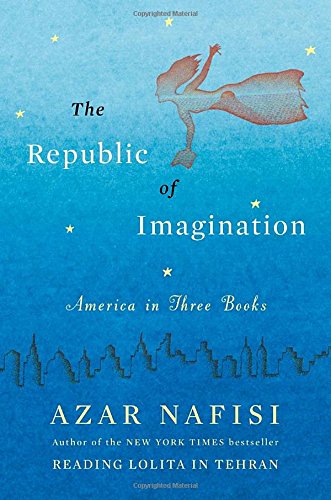 The
Republic
of
Imagination
America in Three Books
AZAR NAFISI
Author of the NEW YORK TIMES bestseller
READING LOLITA IN TEHRAN